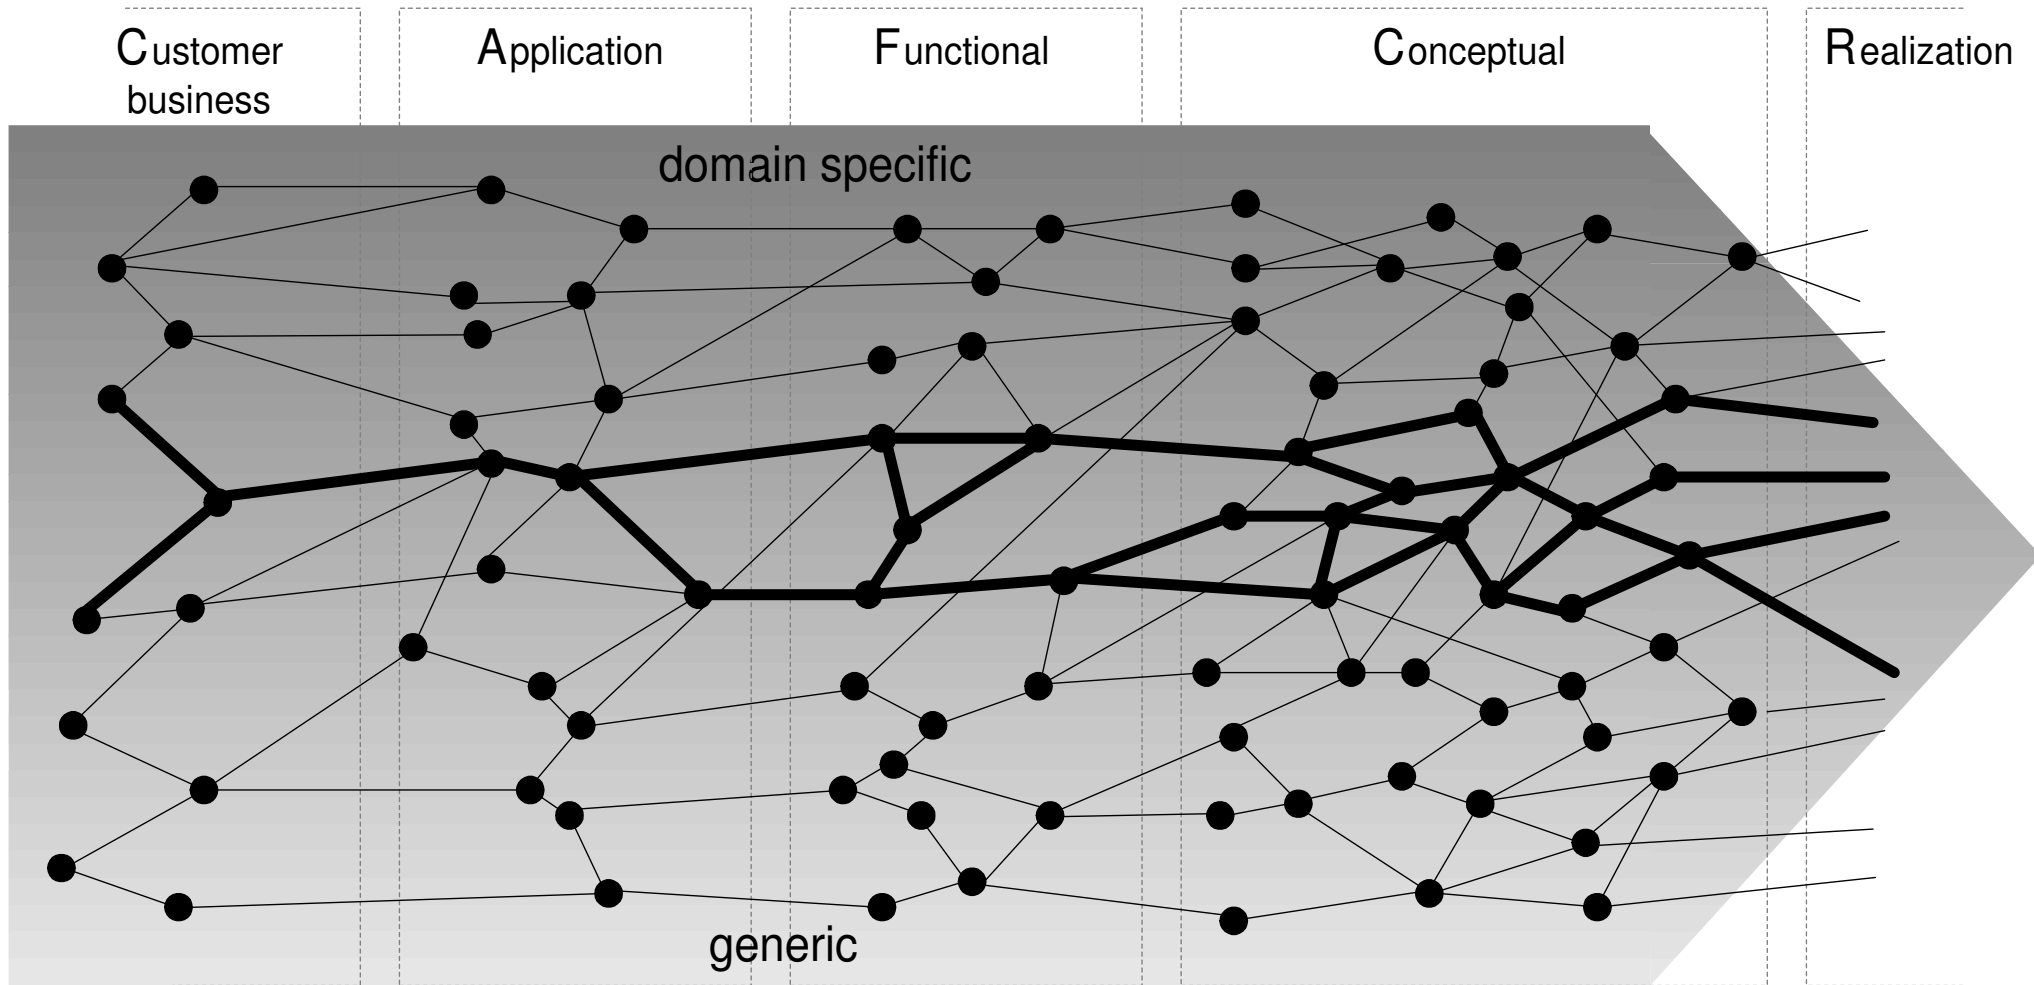 Customer
business
Application
Functional
Conceptual
Realization
domain specific
generic